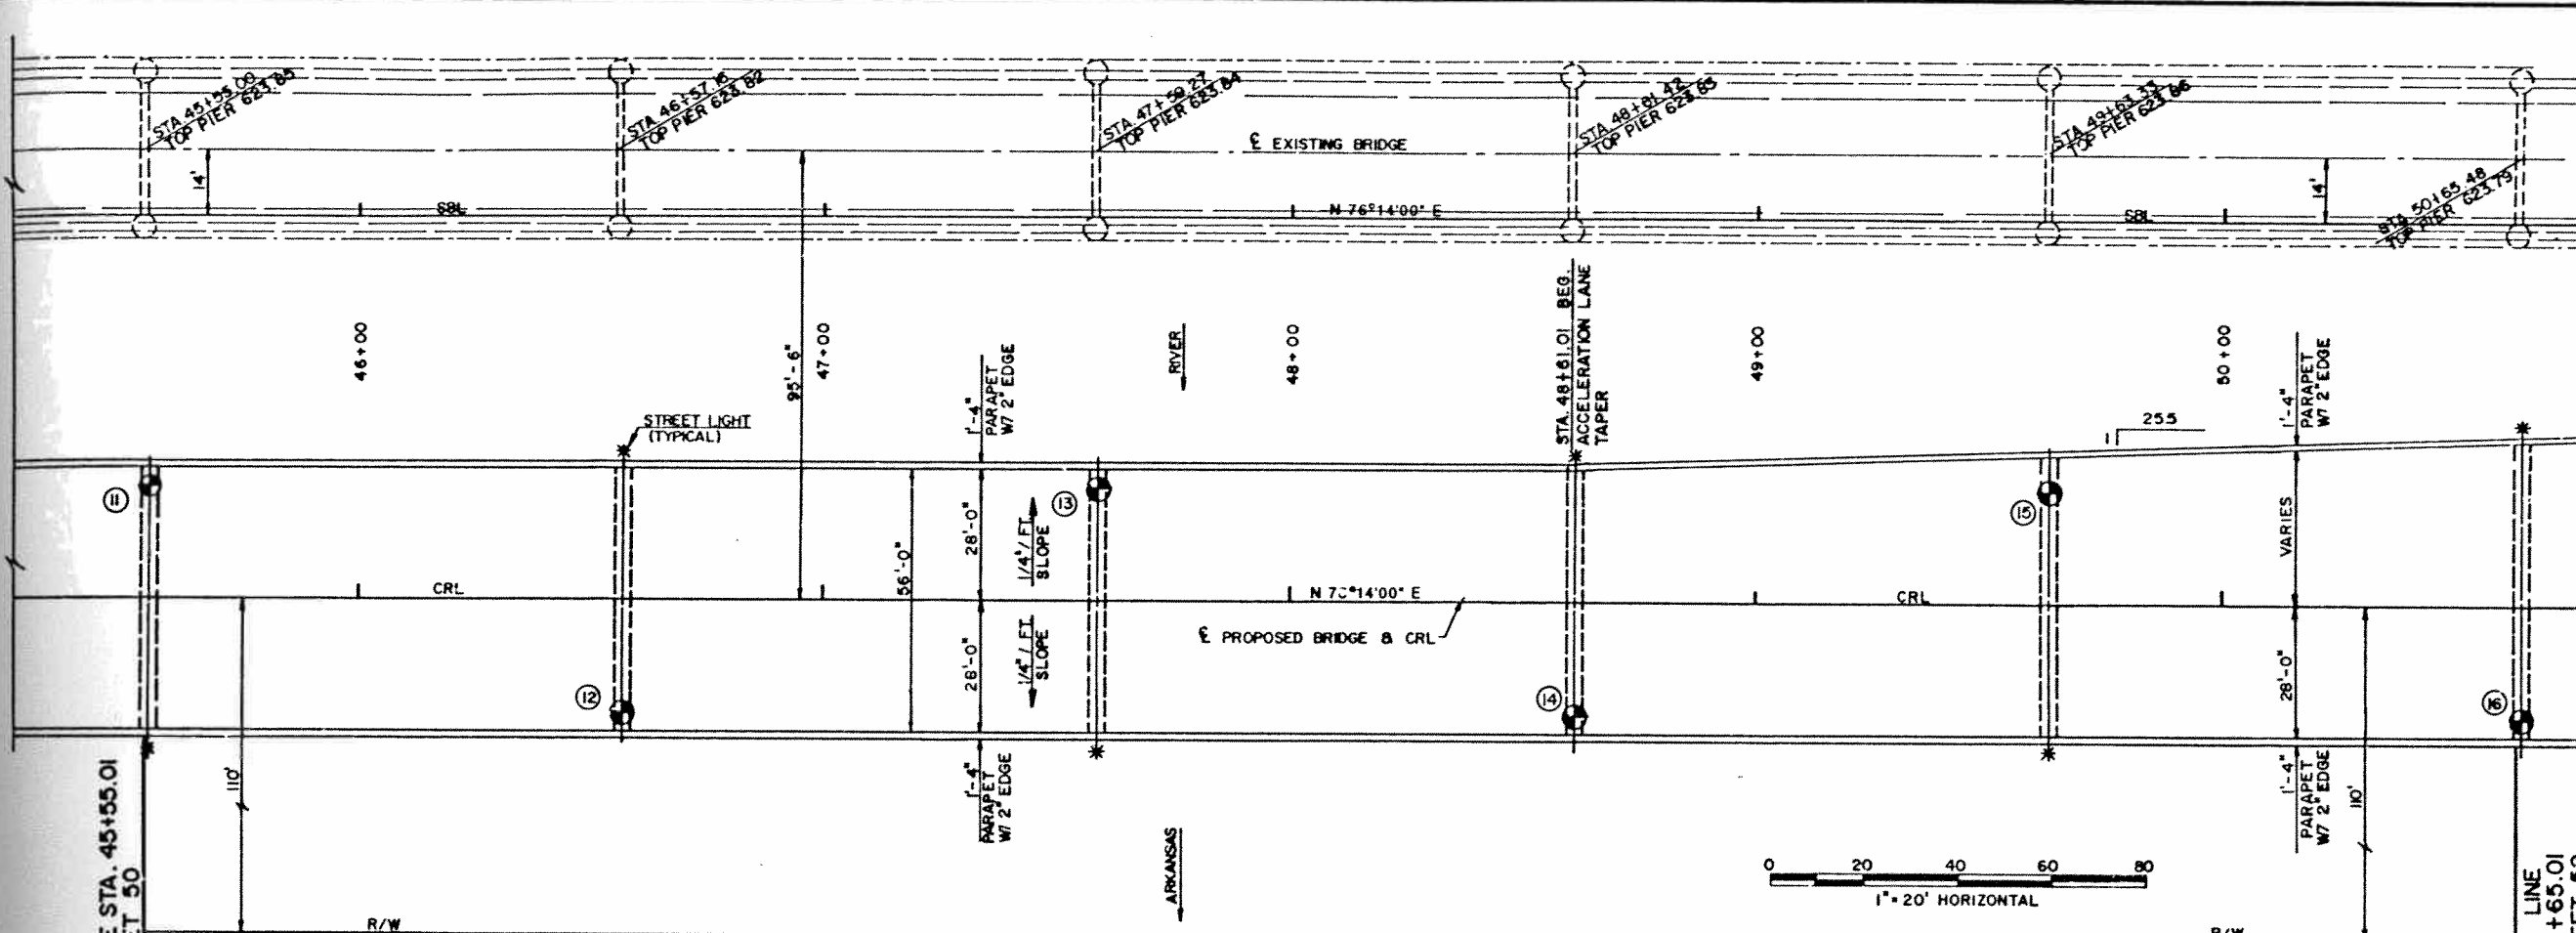 STA. 45+55.00
TOP PIER 623.85
STA. 46+57.16
TOP PIER 623.82
STA. 47+59.27
TOP PIER 623.84
STA. 48+61.42
TOP PIER 623.83
STA. 49+63.33
TOP PIER 623.86
STA. 50+65.48
TOP PIER 623.79
℄ EXISTING BRIDGE
14'
14'
SBL
N 76°14'00" E
SBL
46+00
95'-6"
47+00
1'-4"
PARAPET
W/ 2" EDGE
RIVER
48+00
STA. 48+61.01 BEG.
ACCELERATION LANE
TAPER
49+00
50+00
1'-4"
PARAPET
W/ 2" EDGE
STREET LIGHT
(TYPICAL)
255
1
11
13
15
56'-0"
28'-0"
1/4"/FT.
SLOPE
VARIES
CRL
N 76°14'00" E
CRL
℄ PROPOSED BRIDGE & CRL
28'-0"
1/4"/FT.
SLOPE
28'-0"
12
14
16
110'
1'-4"
PARAPET
W/ 2" EDGE
1'-4"
PARAPET
W/ 2" EDGE
110'
ARKANSAS
0 20 40 60 80
1"=20' HORIZONTAL
STA. 45+55.01
50
LINE
+65.01
R/W
R/W